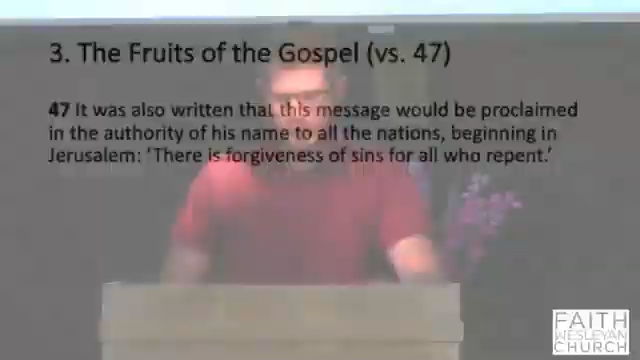 3. The Fruits of the Gospel (vs. 47)
47 It was also written that this message would be proclaimed
in the authority of his name to all the nations, beginning in
Jerusalem: ‘There is forgiveness of sins for all who repent.’
FAITH
WESLEYAN
CHURCH